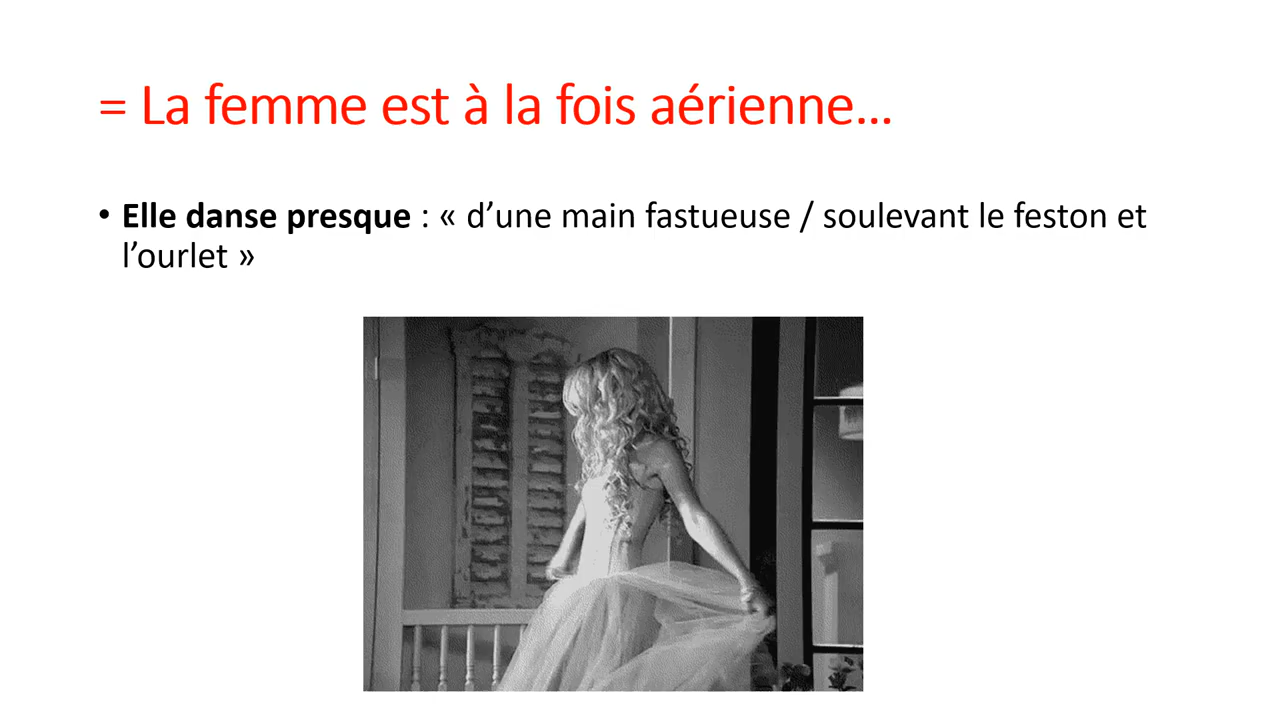 = La femme est à la fois aérienne…
• Elle danse presque : « d’une main fastueuse / soulevant le feston et
l’ourlet »